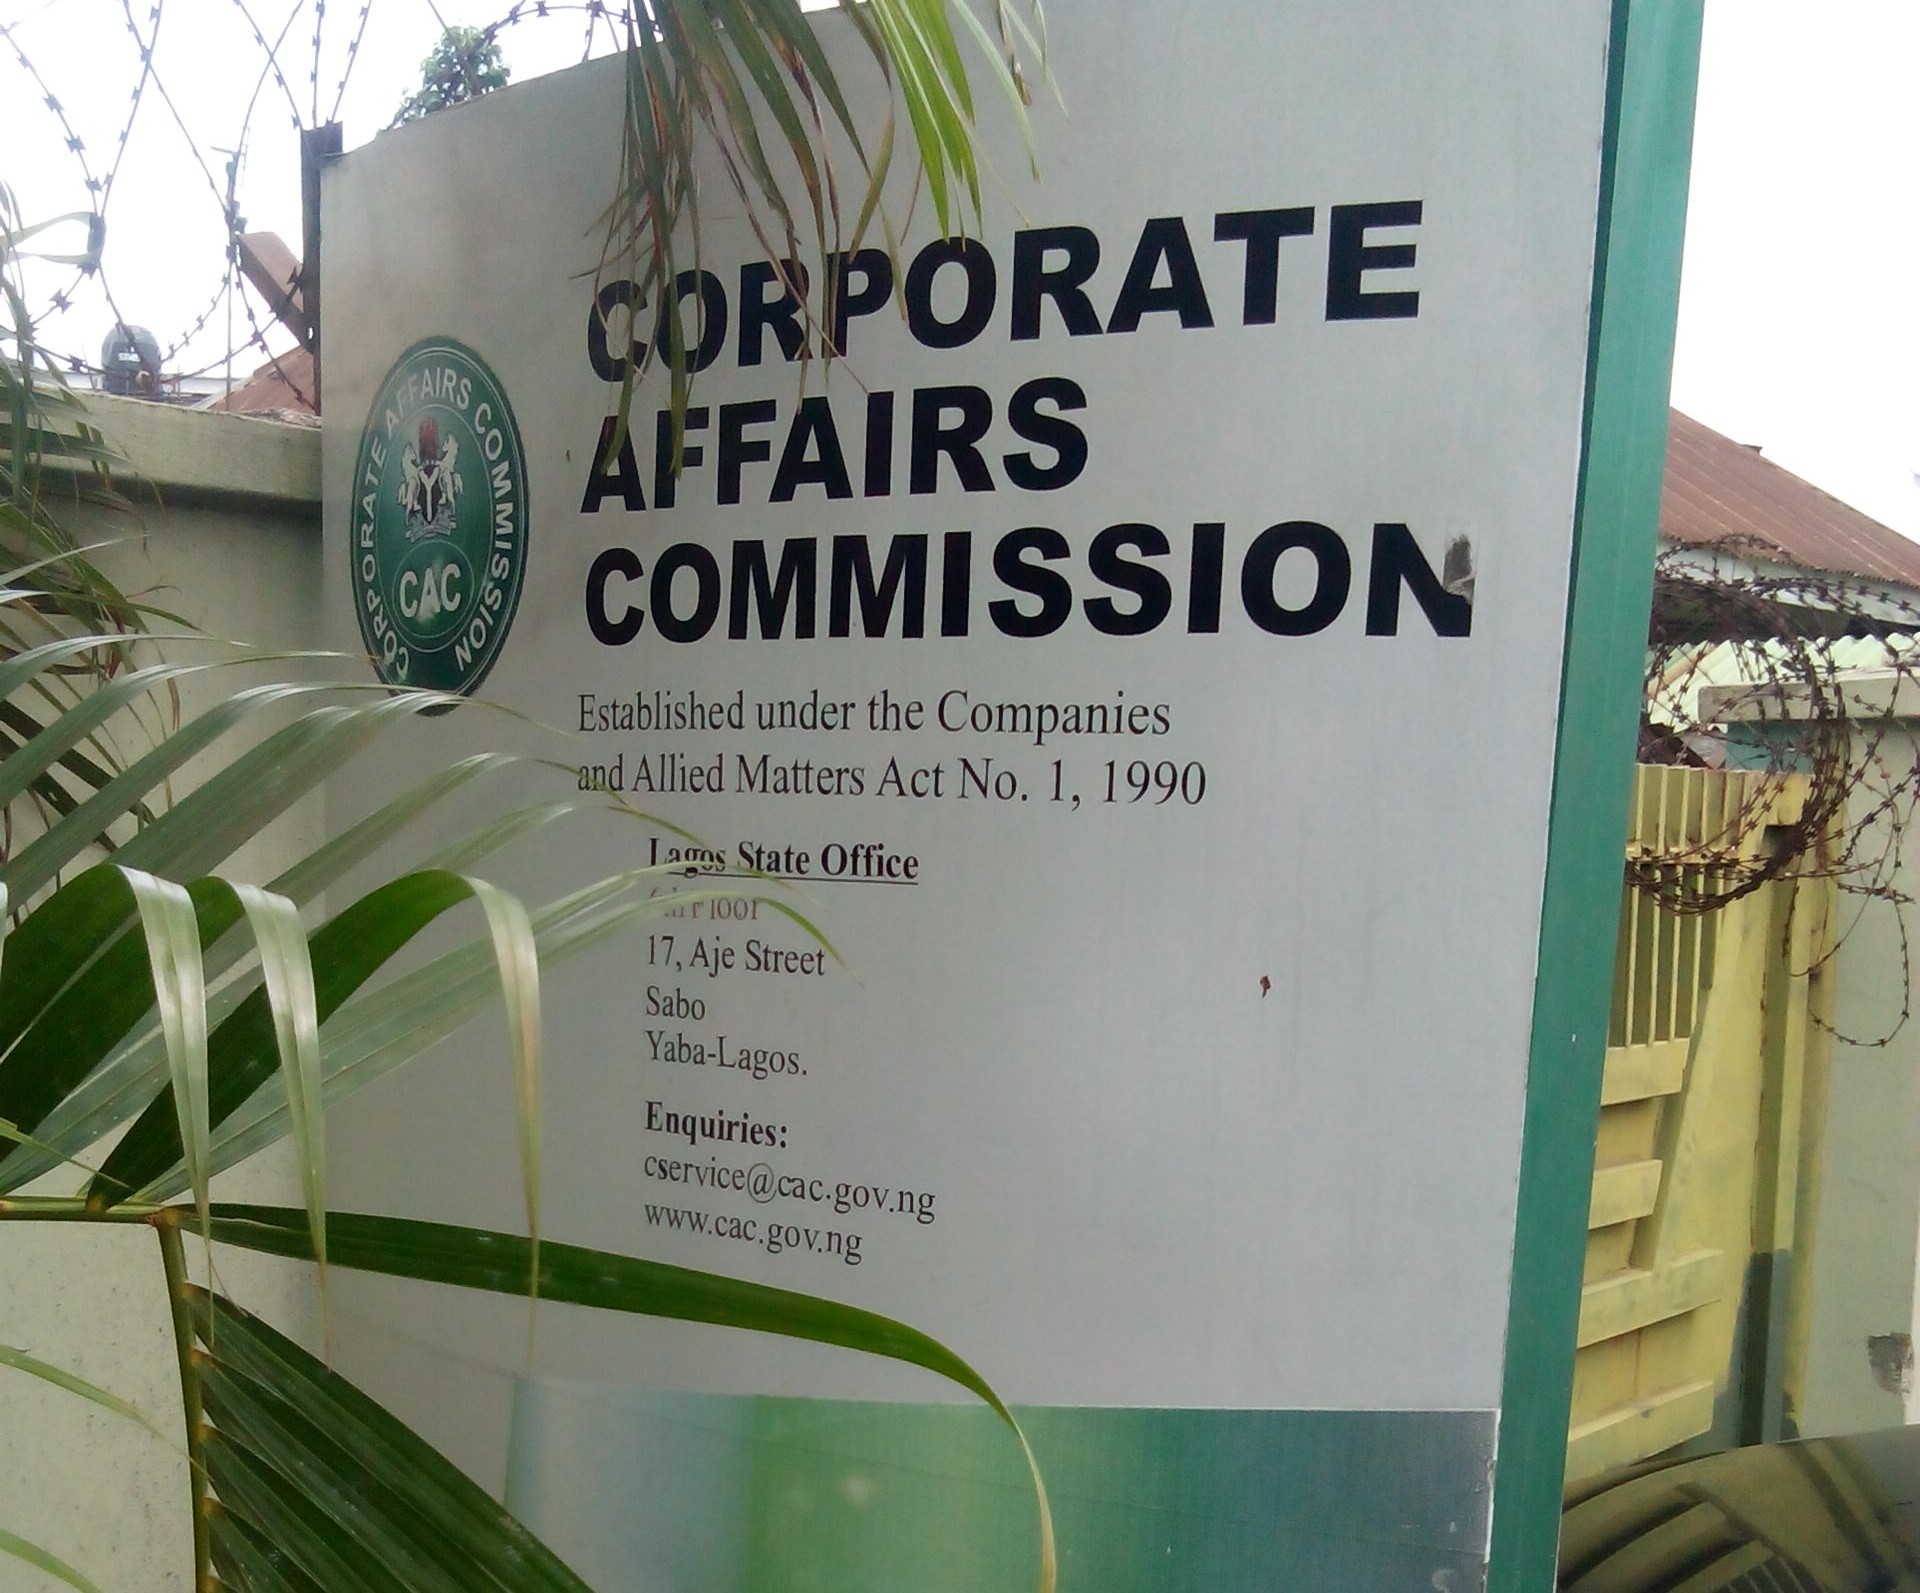 CORPORATE
AFFAIRS
COMMISSION
CORPORATE AFFAIRS COMMISSION
CAC
Established under the Companies
and Allied Matters Act No. 1, 1990
Lagos State Office
Floor
17, Aje Street
Sabo
Yaba-Lagos.
Enquiries:
cservice@cac.gov.ng
www.cac.gov.ng